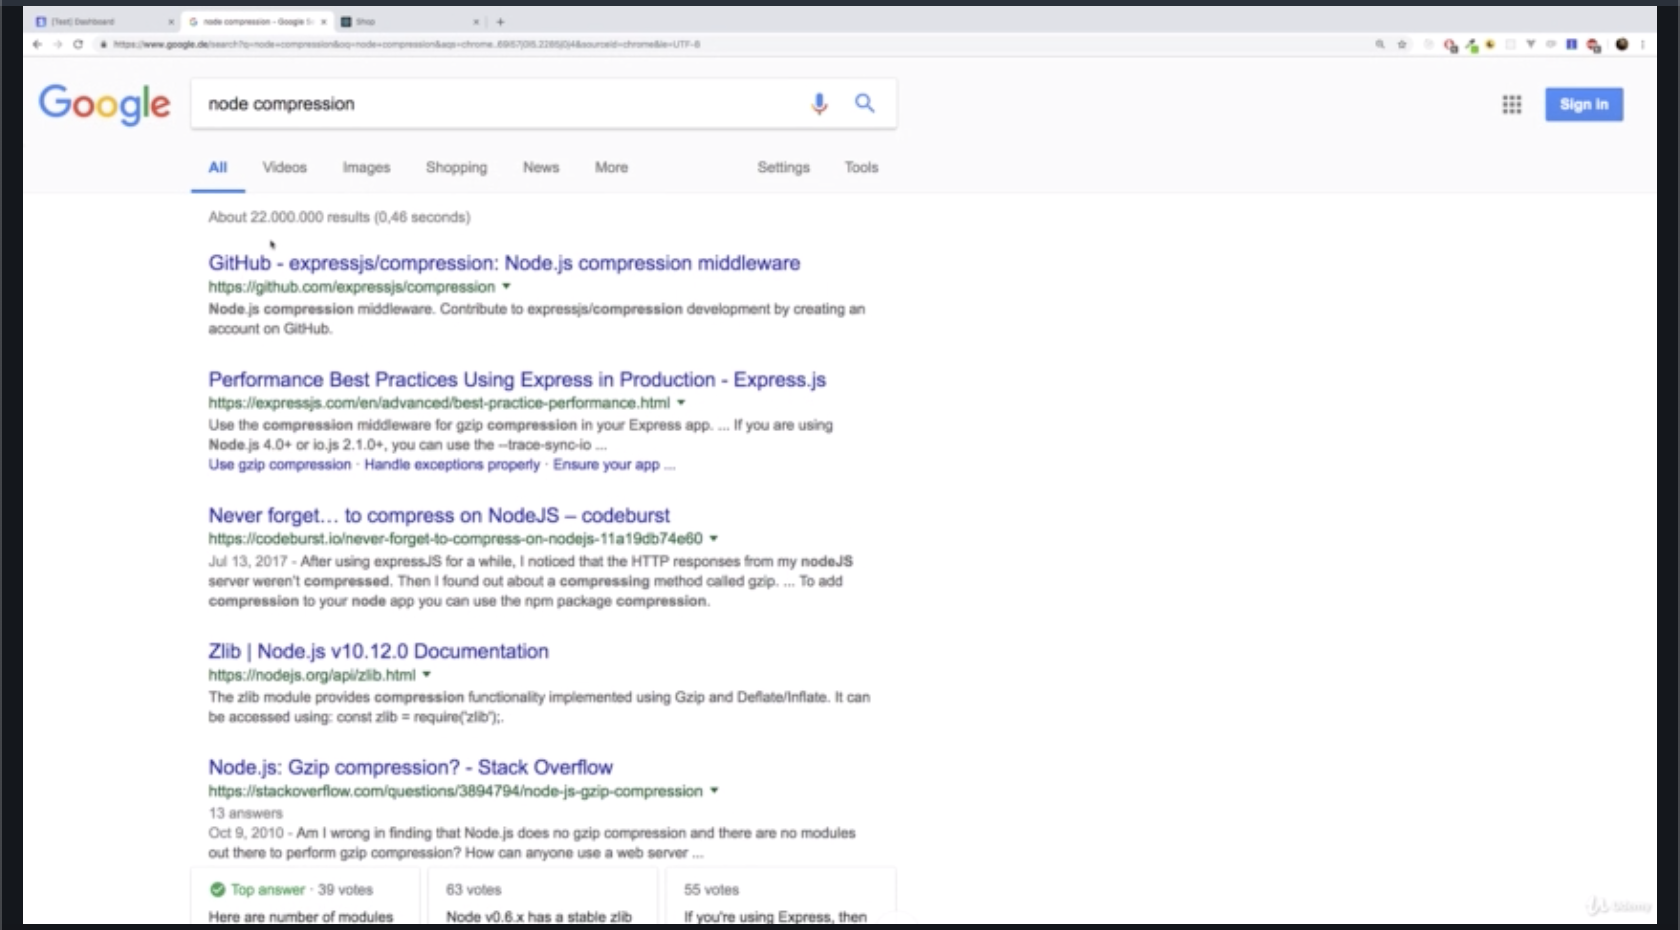 [Test] Dashboard
node compression - Google S
Shop
https://www.google.de/search?q=node+compression&oq=node+compression&aqs=chrome..69i57j0l5.2285j0j4&sourceid=chrome&ie=UTF-8
Google
node compression
Sign in
All Videos Images Shopping News More Settings Tools
About 22.000.000 results (0,46 seconds)
GitHub - expressjs/compression: Node.js compression middleware
https://github.com/expressjs/compression
Node.js compression middleware. Contribute to expressjs/compression development by creating an
account on GitHub.
Performance Best Practices Using Express in Production - Express.js
https://expressjs.com/en/advanced/best-practice-performance.html
Use the compression middleware for gzip compression in your Express app. ... If you are using
Node.js 4.0+ or io.js 2.1.0+, you can use the --trace-sync-io ...
Use gzip compression · Handle exceptions properly · Ensure your app ...
Never forget… to compress on NodeJS – codeburst
https://codeburst.io/never-forget-to-compress-on-nodejs-11a19db74e60
Jul 13, 2017 - After using expressJS for a while, I noticed that the HTTP responses from my nodeJS
server weren't compressed. Then I found out about a compressing method called gzip. ... To add
compression to your node app you can use the npm package compression.
Zlib | Node.js v10.12.0 Documentation
https://nodejs.org/api/zlib.html
The zlib module provides compression functionality implemented using Gzip and Deflate/Inflate. It can
be accessed using: const zlib = require('zlib');.
Node.js: Gzip compression? - Stack Overflow
https://stackoverflow.com/questions/3894794/node-js-gzip-compression
13 answers
Oct 9, 2010 - Am I wrong in finding that Node.js does no gzip compression and there are no modules
out there to perform gzip compression? How can anyone use a web server ...
Top answer · 39 votes
63 votes
55 votes
Here are number of modules
Node v0.6.x has a stable zlib
If you're using Express, then
Udemy